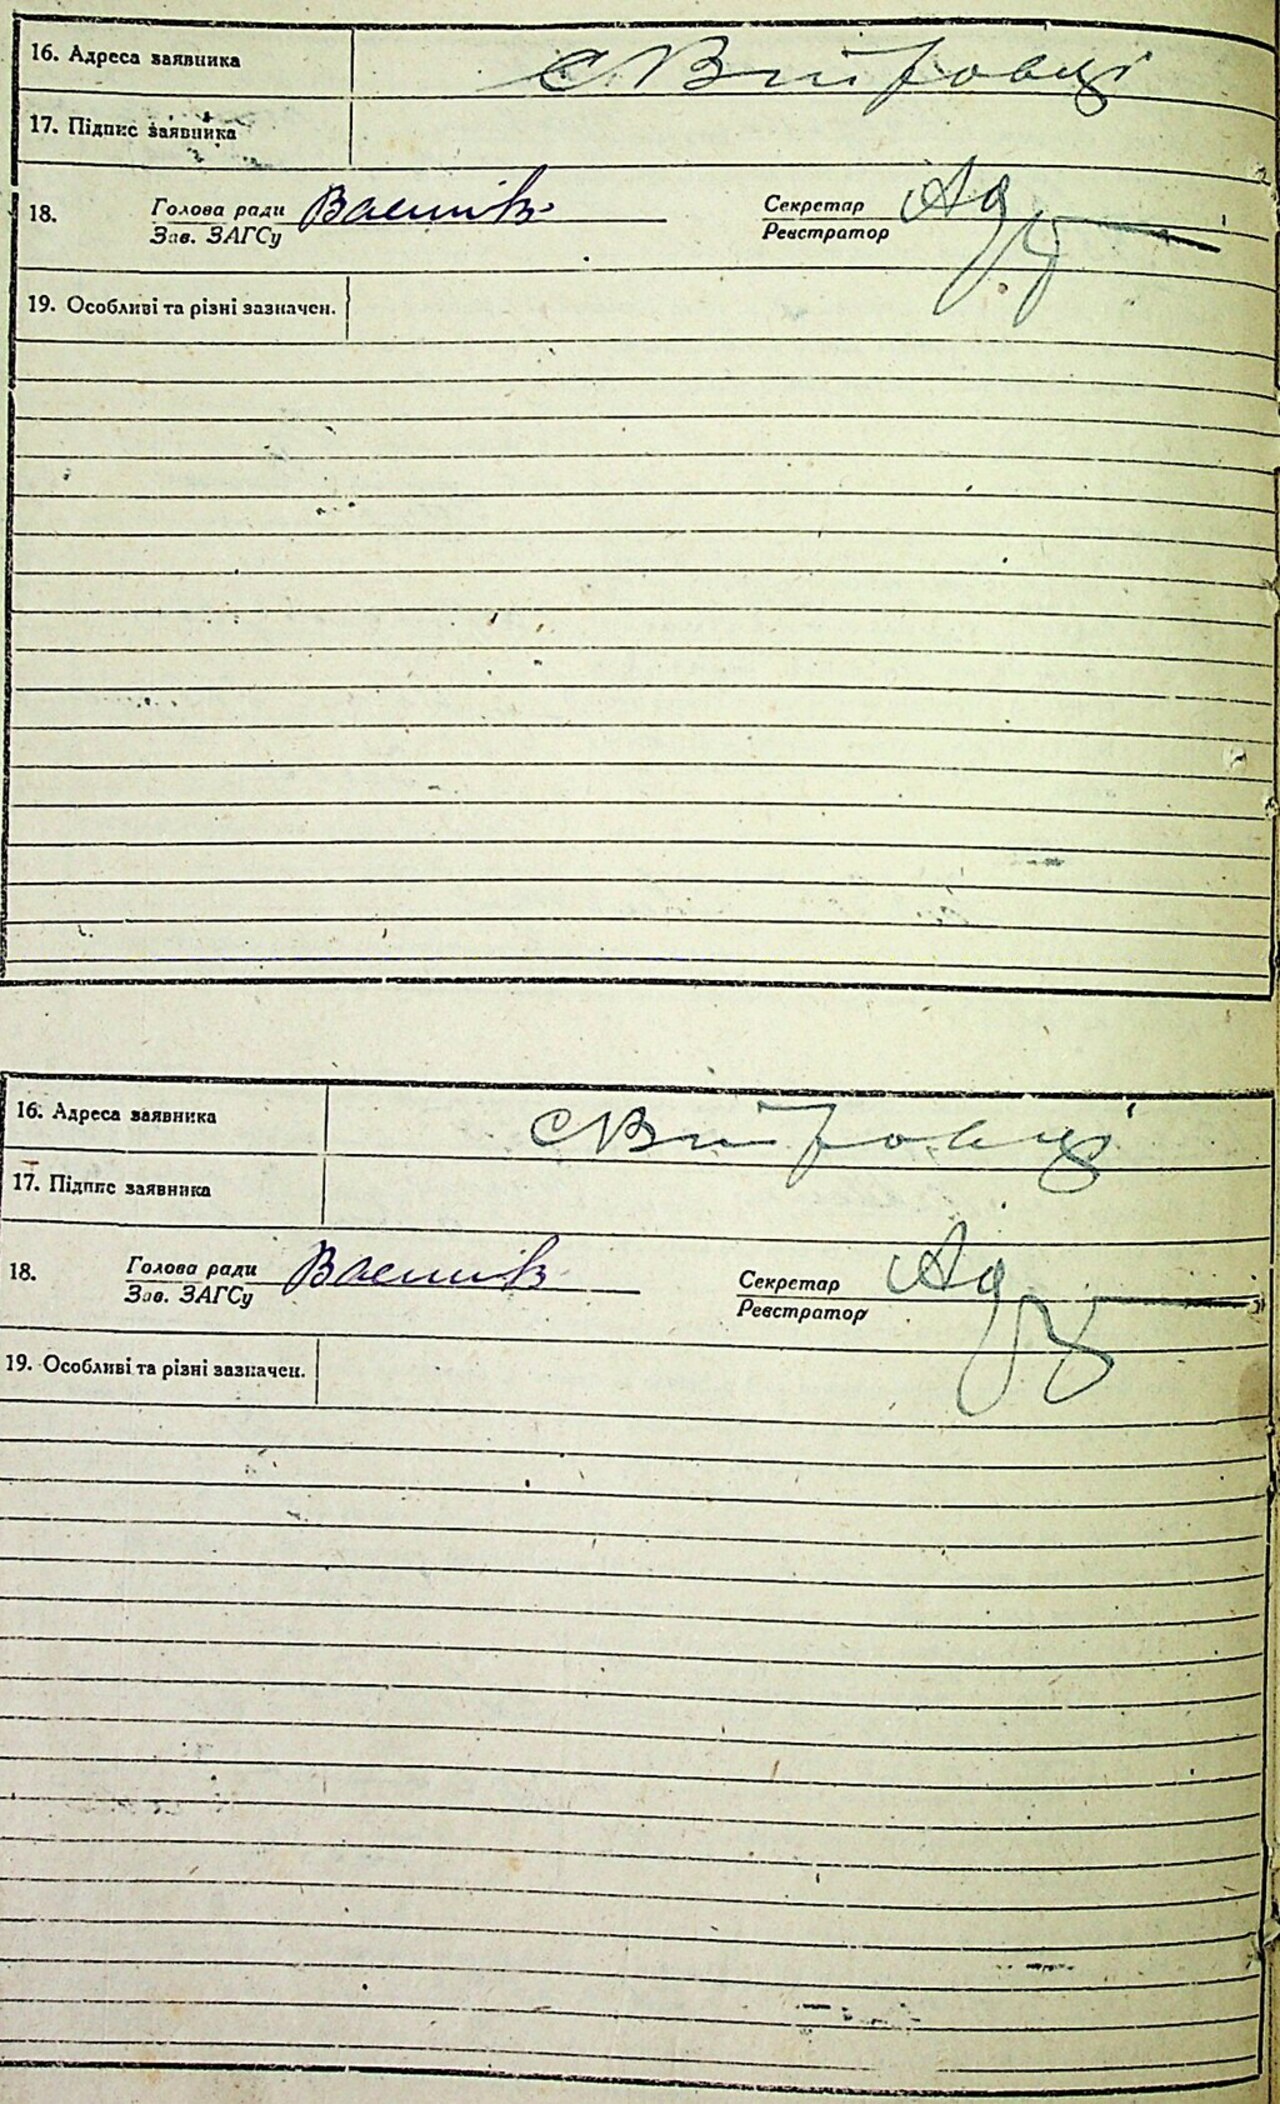 16. Адреса заявника с Витровці
17. Підпис заявника
18. Голова ради Васильків Секретар
Зав. ЗАГСу Реєстратор
19. Особливі та різні зазначен.
16. Адреса заявника с Витровці
17. Підпис заявника
18. Голова ради Секретар
Зав. ЗАГСу Реєстратор
19. Особливі та різні зазначен.